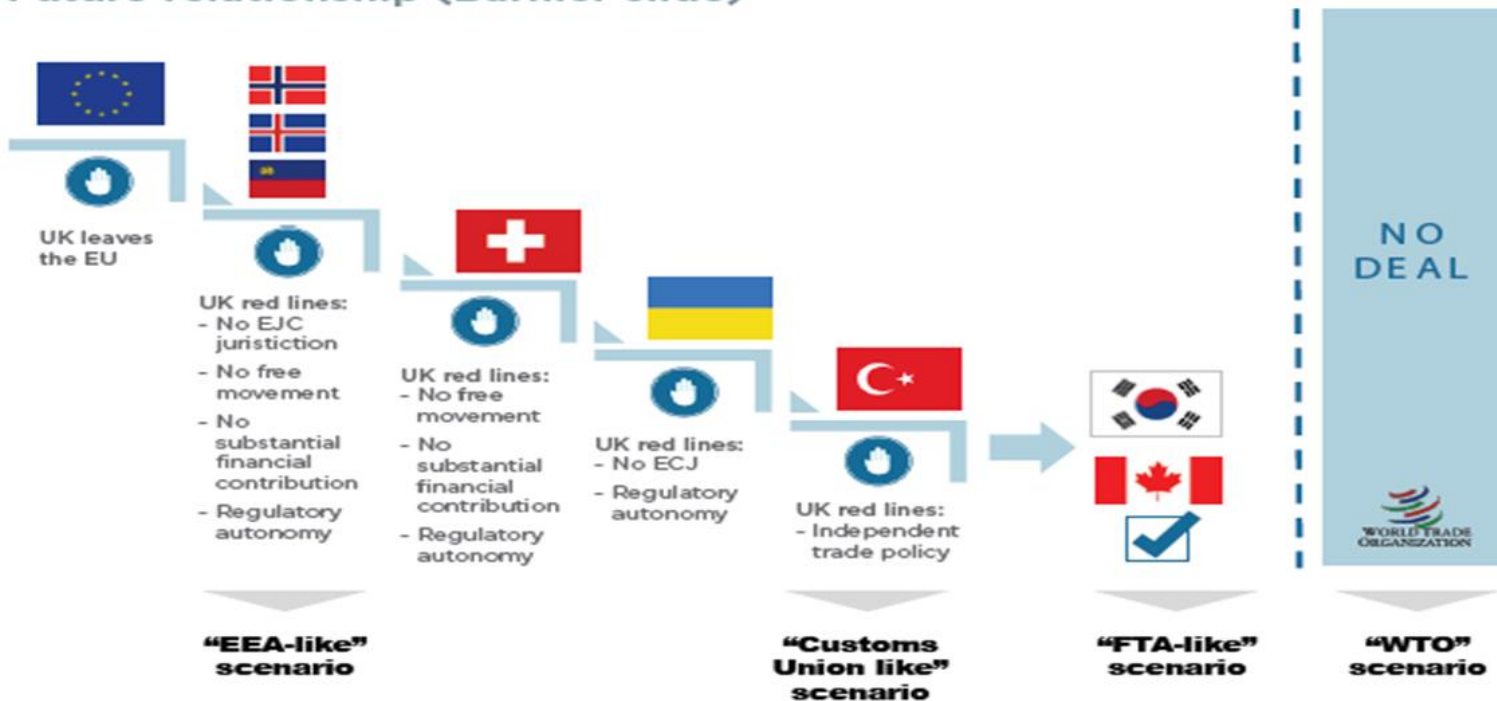 UK leaves
the EU
UK red lines:
- No EJC
juristiction
- No free
movement
- No
substantial
financial
contribution
- Regulatory
autonomy
UK red lines:
- No free
movement
- No
substantial
financial
contribution
- Regulatory
autonomy
UK red lines:
- No ECJ
- Regulatory
autonomy
UK red lines:
- Independent
trade policy
NO
DEAL
WORLD TRADE
ORGANIZATION
“EEA-like”
scenario
“Customs
Union like”
scenario
“FTA-like”
scenario
“WTO”
scenario